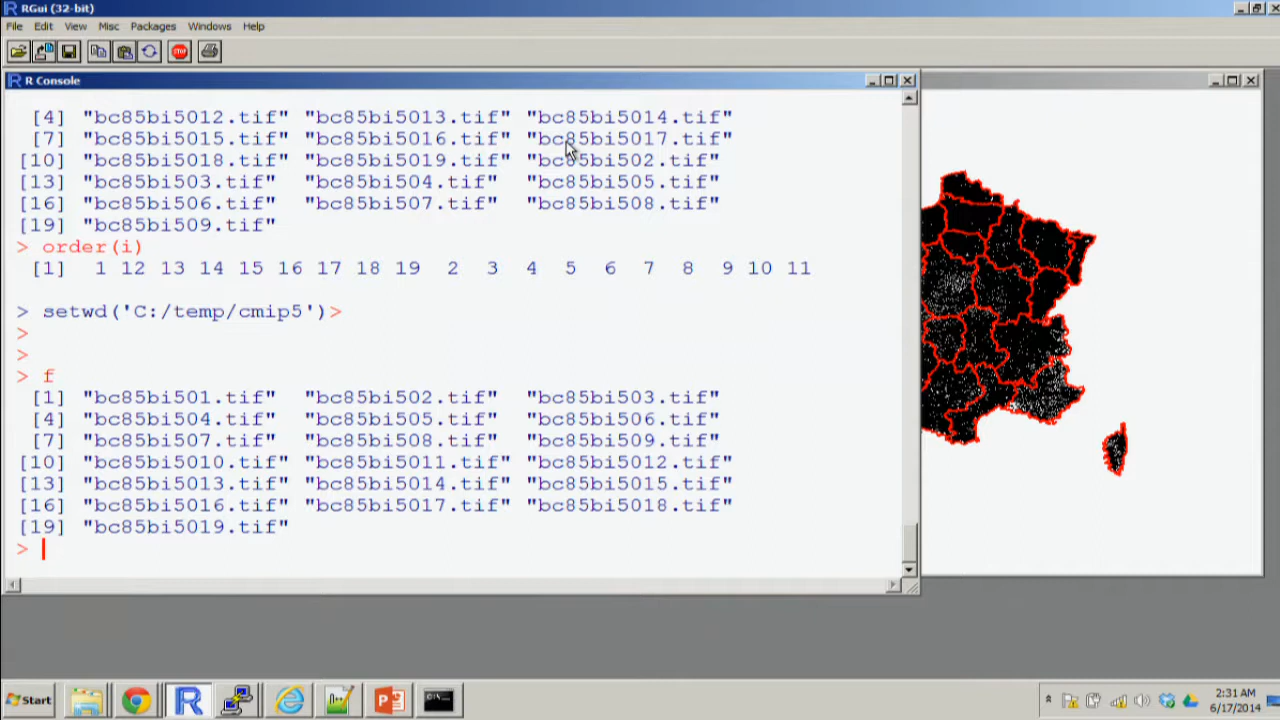 RGui (32-bit)
File Edit View Misc Packages Windows Help
STOP
R Console
[4] "bc85bi5012.tif" "bc85bi5013.tif" "bc85bi5014.tif"
[7] "bc85bi5015.tif" "bc85bi5016.tif" "bc85bi5017.tif"
[10] "bc85bi5018.tif" "bc85bi5019.tif" "bc85bi502.tif"
[13] "bc85bi503.tif" "bc85bi504.tif" "bc85bi505.tif"
[16] "bc85bi506.tif" "bc85bi507.tif" "bc85bi508.tif"
[19] "bc85bi509.tif"
> order(i)
[1] 1 12 13 14 15 16 17 18 19 2 3 4 5 6 7 8 9 10 11
> setwd('C:/temp/cmip5')>
>
>
> f
[1] "bc85bi501.tif" "bc85bi502.tif" "bc85bi503.tif"
[4] "bc85bi504.tif" "bc85bi505.tif" "bc85bi506.tif"
[7] "bc85bi507.tif" "bc85bi508.tif" "bc85bi509.tif"
[10] "bc85bi5010.tif" "bc85bi5011.tif" "bc85bi5012.tif"
[13] "bc85bi5013.tif" "bc85bi5014.tif" "bc85bi5015.tif"
[16] "bc85bi5016.tif" "bc85bi5017.tif" "bc85bi5018.tif"
[19] "bc85bi5019.tif"
>
Start
2:31 AM
6/17/2014